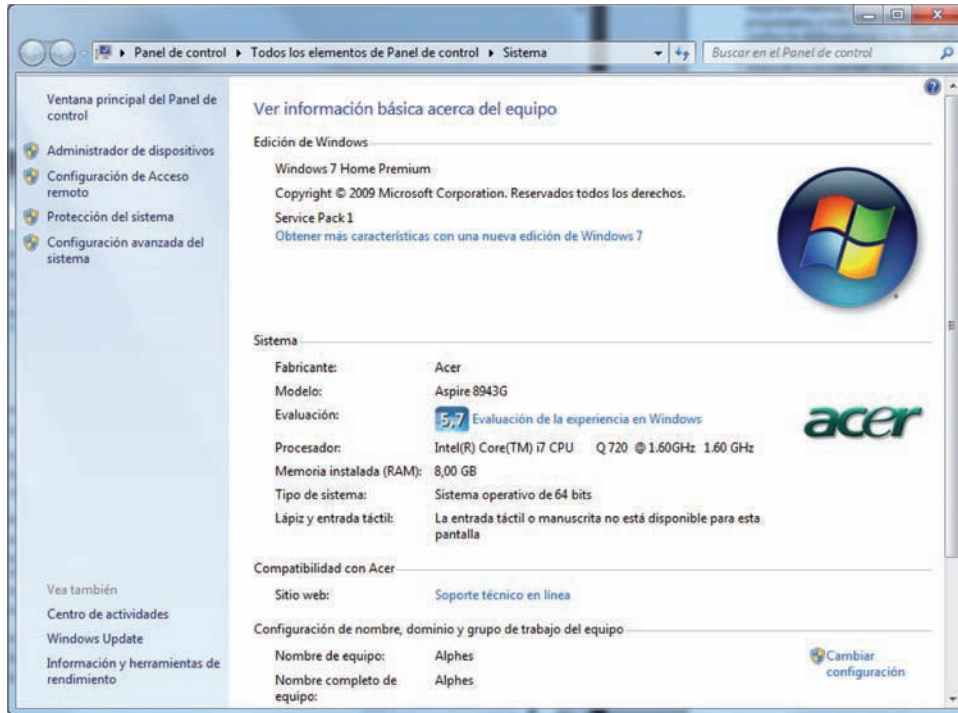 Panel de control ▸ Todos los elementos de Panel de control ▸ Sistema
Buscar en el Panel de control
Ventana principal del Panel de
control
Administrador de dispositivos
Configuración de Acceso
remoto
Protección del sistema
Configuración avanzada del
sistema
Ver información básica acerca del equipo
Edición de Windows
Windows 7 Home Premium
Copyright © 2009 Microsoft Corporation. Reservados todos los derechos.
Service Pack 1
Obtener más características con una nueva edición de Windows 7
Sistema
Fabricante: Acer
Modelo: Aspire 8943G
Evaluación: 5,7 Evaluación de la experiencia en Windows
Procesador: Intel(R) Core(TM) i7 CPU Q 720 @ 1.60GHz 1.60 GHz
Memoria instalada (RAM): 8,00 GB
Tipo de sistema: Sistema operativo de 64 bits
Lápiz y entrada táctil: La entrada táctil o manuscrita no está disponible para esta
pantalla
acer
Compatibilidad con Acer
Sitio web: Soporte técnico en línea
Configuración de nombre, dominio y grupo de trabajo del equipo
Nombre de equipo: Alphes
Nombre completo de Alphes
equipo:
Cambiar
configuración
Vea también
Centro de actividades
Windows Update
Información y herramientas de
rendimiento